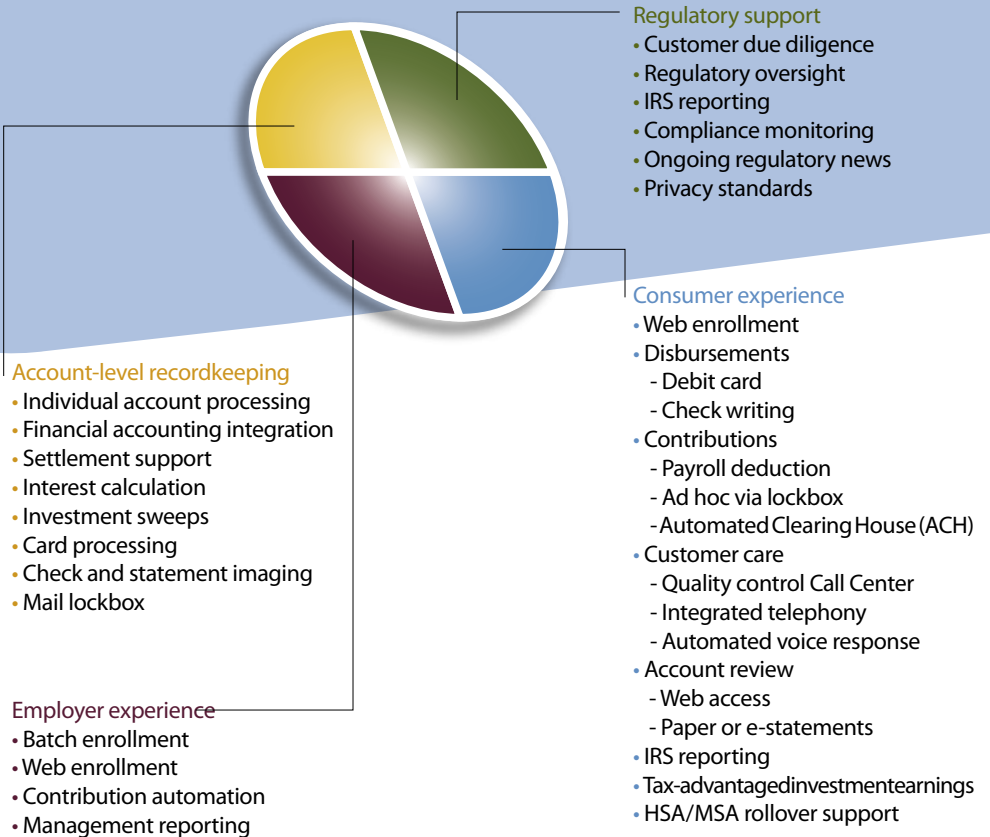 Regulatory support
• Customer due diligence
• Regulatory oversight
• IRS reporting
• Compliance monitoring
• Ongoing regulatory news
• Privacy standards
Consumer experience
• Web enrollment
• Disbursements
- Debit card
- Check writing
• Contributions
- Payroll deduction
- Ad hoc via lockbox
- Automated Clearing House (ACH)
• Customer care
- Quality control Call Center
- Integrated telephony
- Automated voice response
• Account review
- Web access
- Paper or e-statements
• IRS reporting
• Tax-advantaged investment earnings
• HSA/MSA rollover support
Account-level recordkeeping
• Individual account processing
• Financial accounting integration
• Settlement support
• Interest calculation
• Investment sweeps
• Card processing
• Check and statement imaging
• Mail lockbox
Employer experience
• Batch enrollment
• Web enrollment
• Contribution automation
• Management reporting